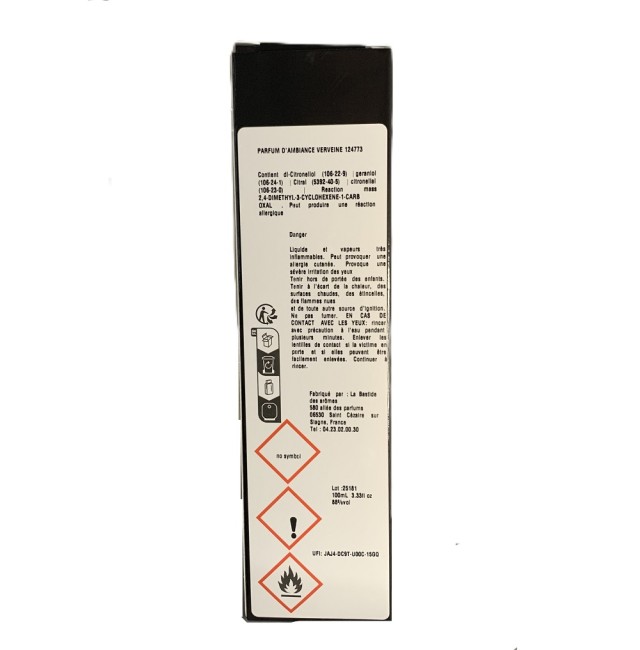 PARFUM D'AMBIANCE VERVEINE 124773
Contient dl-Citronellol (106-22-9) | geraniol
(106-24-1) | Citral (5392-40-5) | citronellal
(106-23-0) | Reaction mass
2,4-DIMETHYL-3-CYCLOHEXENE-1-CARB
OXAL . Peut produire une réaction
allergique
Danger
Liquide et vapeurs très
inflammables. Peut provoquer une
allergie cutanée. Provoque une
sévère irritation des yeux
Tenir hors de portée des enfants.
Tenir à l'écart de la chaleur, des
surfaces chaudes, des étincelles,
des flammes nues
et de toute autre source d'ignition.
Ne pas fumer. EN CAS DE
CONTACT AVEC LES YEUX: rincer
avec précaution à l'eau pendant
plusieurs minutes. Enlever les
lentilles de contact si la victime en
porte et si elles peuvent être
facilement enlevées. Continuer à
rincer.
Fabriqué par : La Bastide
des arômes
580 allée des parfums
06530 Saint Cézaire sur
Siagne, France
Tel : 04.23.02.00.30
no symbol
Lot :25181
100mL 3.33fl oz
88%vol
UFI: JAJ4-DC9T-U00C-15GQ